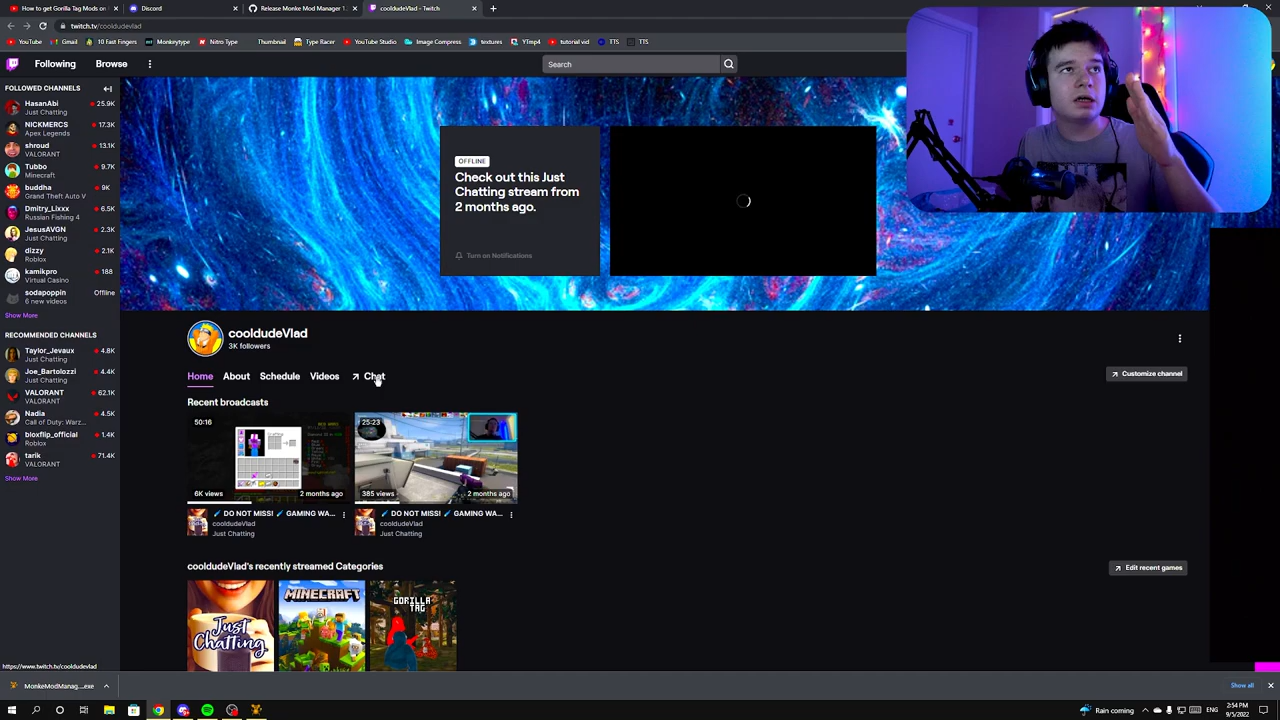 How to get Gorilla Tag Mods on
Discord
Release Monke Mod Manager 1.
cooldudeVlad - Twitch
twitch.tv/cooldudevlad
YouTube
Gmail
10 Fast Fingers
Monkeytype
Nitro Type
Thumbnail
Type Racer
YouTube Studio
Image Compress
textures
YTmp4
tutorial vid
TTS
TTS
Following
Browse
Search
FOLLOWED CHANNELS
HasanAbi 25.9K
Just Chatting
NICKMERCS 17.3K
Apex Legends
shroud 13.1K
VALORANT
Tubbo 9.7K
Minecraft
buddha 9K
Grand Theft Auto V
Dmitry_Lixxx 6.5K
Russian Fishing 4
JesusAVGN 2.3K
Just Chatting
dizzy 2.1K
Roblox
kamikpro 188
Virtual Casino
sodapoppin Offline
6 new videos
Show More
RECOMMENDED CHANNELS
Taylor_Jevaux 4.8K
Just Chatting
Joe_Bartolozzi 4.4K
Just Chatting
VALORANT 62.1K
VALORANT
Nadia 4.5K
Call of Duty: Warz...
bloxflip_official 1.4K
Roblox
tarik 71.4K
VALORANT
Show More
OFFLINE
Check out this Just
Chatting stream from
2 months ago.
Turn on Notifications
cooldudeVlad
3K followers
Home
About
Schedule
Videos
Chat
Customize channel
Recent broadcasts
50:16
6K views
2 months ago
25:23
385 views
2 months ago
DO NOT MISS! GAMING WA...
cooldudeVlad
Just Chatting
DO NOT MISS! GAMING WA...
cooldudeVlad
Just Chatting
cooldudeVlad's recently streamed Categories
Edit recent games
Just
Chatting
MINECRAFT
GORILLA
TAG
https://www.twitch.tv/cooldudevlad
MonkeModManag....exe
Show all
Rain coming
ENG
2:54 PM
9/5/2022